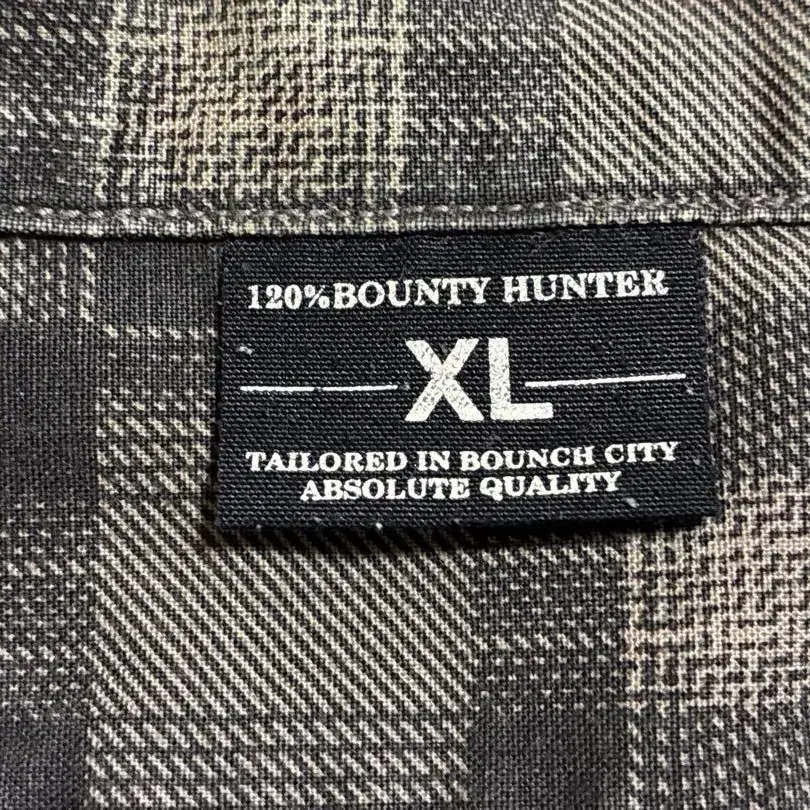 120%BOUNTY HUNTER
XL
TAILORED IN BOUNCH CITY
ABSOLUTE QUALITY